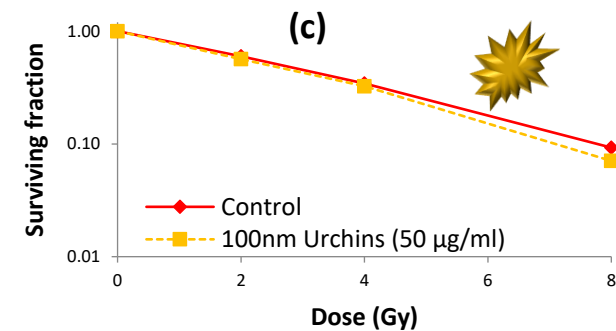 (c)
1.00
0.10
0.01
Surviving fraction
Control
100nm Urchins (50 µg/ml)
0 2 4 6 8
Dose (Gy)